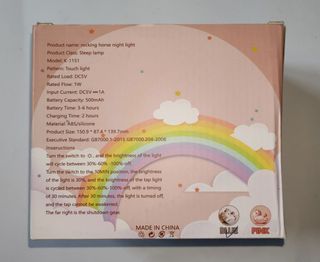 Product name: rocking horse night light
Product Class: Sleep lamp
Model: K-1151
Pattern: Touch light
Rated Load: DC5V
Rated Flow: 1W
Input Current: DC5V⎓1A
Battery Capacity: 500mAh
Battery Time: 3-6 hours
Charging Time: 2 hours
Material: ABS/silicone
Product Size: 150.9 * 87.4 * 139.7mm
Executive Standard: GB7000.1-2015,GB7000.204-2008
Instructions
Turn the switch to :O:, and the brightness of the light
will cycle between 30%-60% -100%-off.
Turn the switch to the 30MIN position, the brightness
of the light is 30%, and the brightness of the tap light
is cycled between 30%-60%-100%-off, with a timing
of 30 minutes. After 30 minutes, the light is turned off,
and the tap cannot be awakened.
The far right is the shutdown gear.
MADE IN CHINA
BLUE PINK